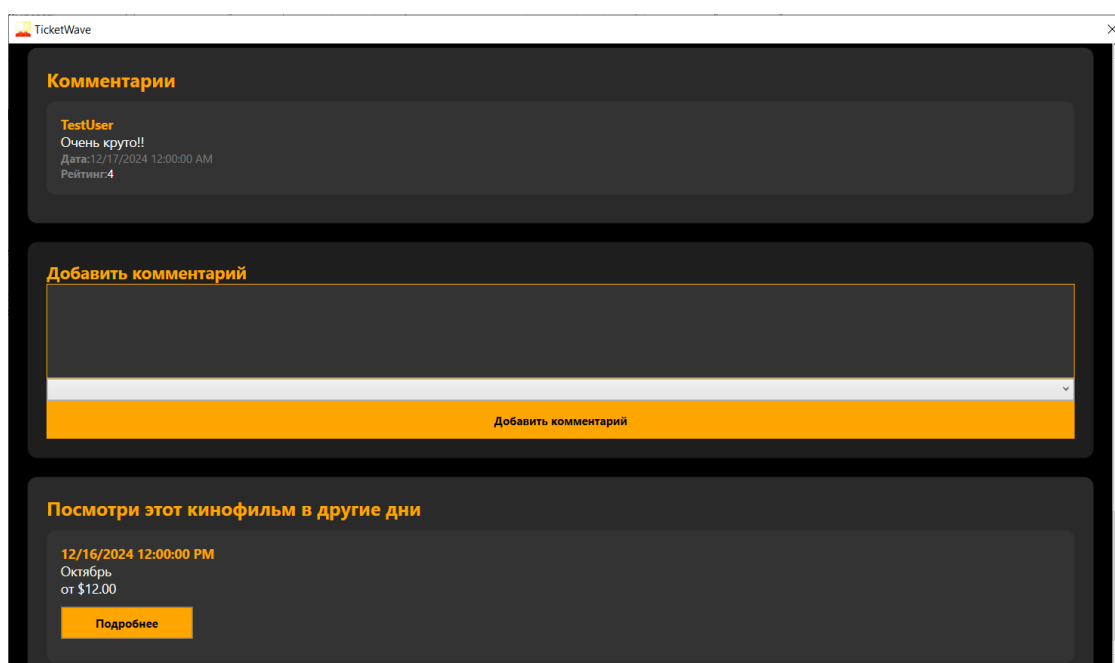 TicketWave
Комментарии
TestUser
Очень круто!!
Дата:12/17/2024 12:00:00 AM
Рейтинг:4
Добавить комментарий
Добавить комментарий
Посмотри этот кинофильм в другие дни
12/16/2024 12:00:00 PM
Октябрь
от $12.00
Подробнее